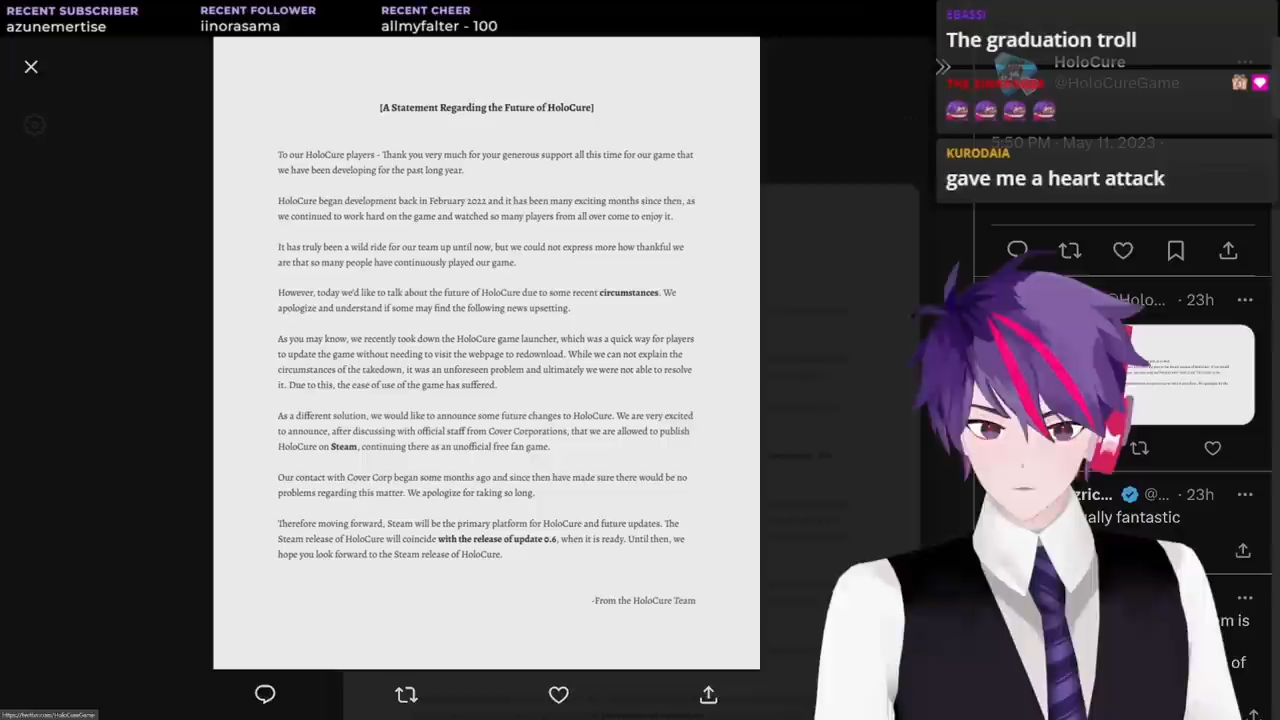 RECENT SUBSCRIBER
azunemertise
RECENT FOLLOWER
iinorasama
RECENT CHEER
allmyfalter - 100
[A Statement Regarding the Future of HoloCure]
To our HoloCure players - Thank you very much for your generous support all this time for our game that
we have been developing for the past long year.
HoloCure began development back in February 2022 and it has been many exciting months since then, as
we continued to work hard on the game and watched so many players from all over come to enjoy it.
It has truly been a wild ride for our team up until now, but we could not express more how thankful we
are that so many people have continuously played our game.
However, today we'd like to talk about the future of HoloCure due to some recent circumstances. We
apologize and understand if some may find the following news upsetting.
As you may know, we recently took down the HoloCure game launcher, which was a quick way for players
to update the game without needing to visit the webpage to redownload. While we can not explain the
circumstances of the takedown, it was an unforeseen problem and ultimately we were not able to resolve
it. Due to this, the ease of use of the game has suffered.
As a different solution, we would like to announce some future changes to HoloCure. We are very excited
to announce, after discussing with official staff from Cover Corporations, that we are allowed to publish
HoloCure on Steam, continuing there as an unofficial free fan game.
Our contact with Cover Corp began some months ago and since then have made sure there would be no
problems regarding this matter. We apologize for taking so long.
Therefore moving forward, Steam will be the primary platform for HoloCure and future updates. The
Steam release of HoloCure will coincide with the release of update 0.6, when it is ready. Until then, we
hope you look forward to the Steam release of HoloCure.
-From the HoloCure Team
EBASSI
The graduation troll
HoloCure
@HoloCureGame
5:50 PM · May 11, 2023 ·
KURODAIA
gave me a heart attack
@Holo... · 23h
zric... @... · 23h
ally fantastic
m is
of
https://twitter.com/HoloCureGame